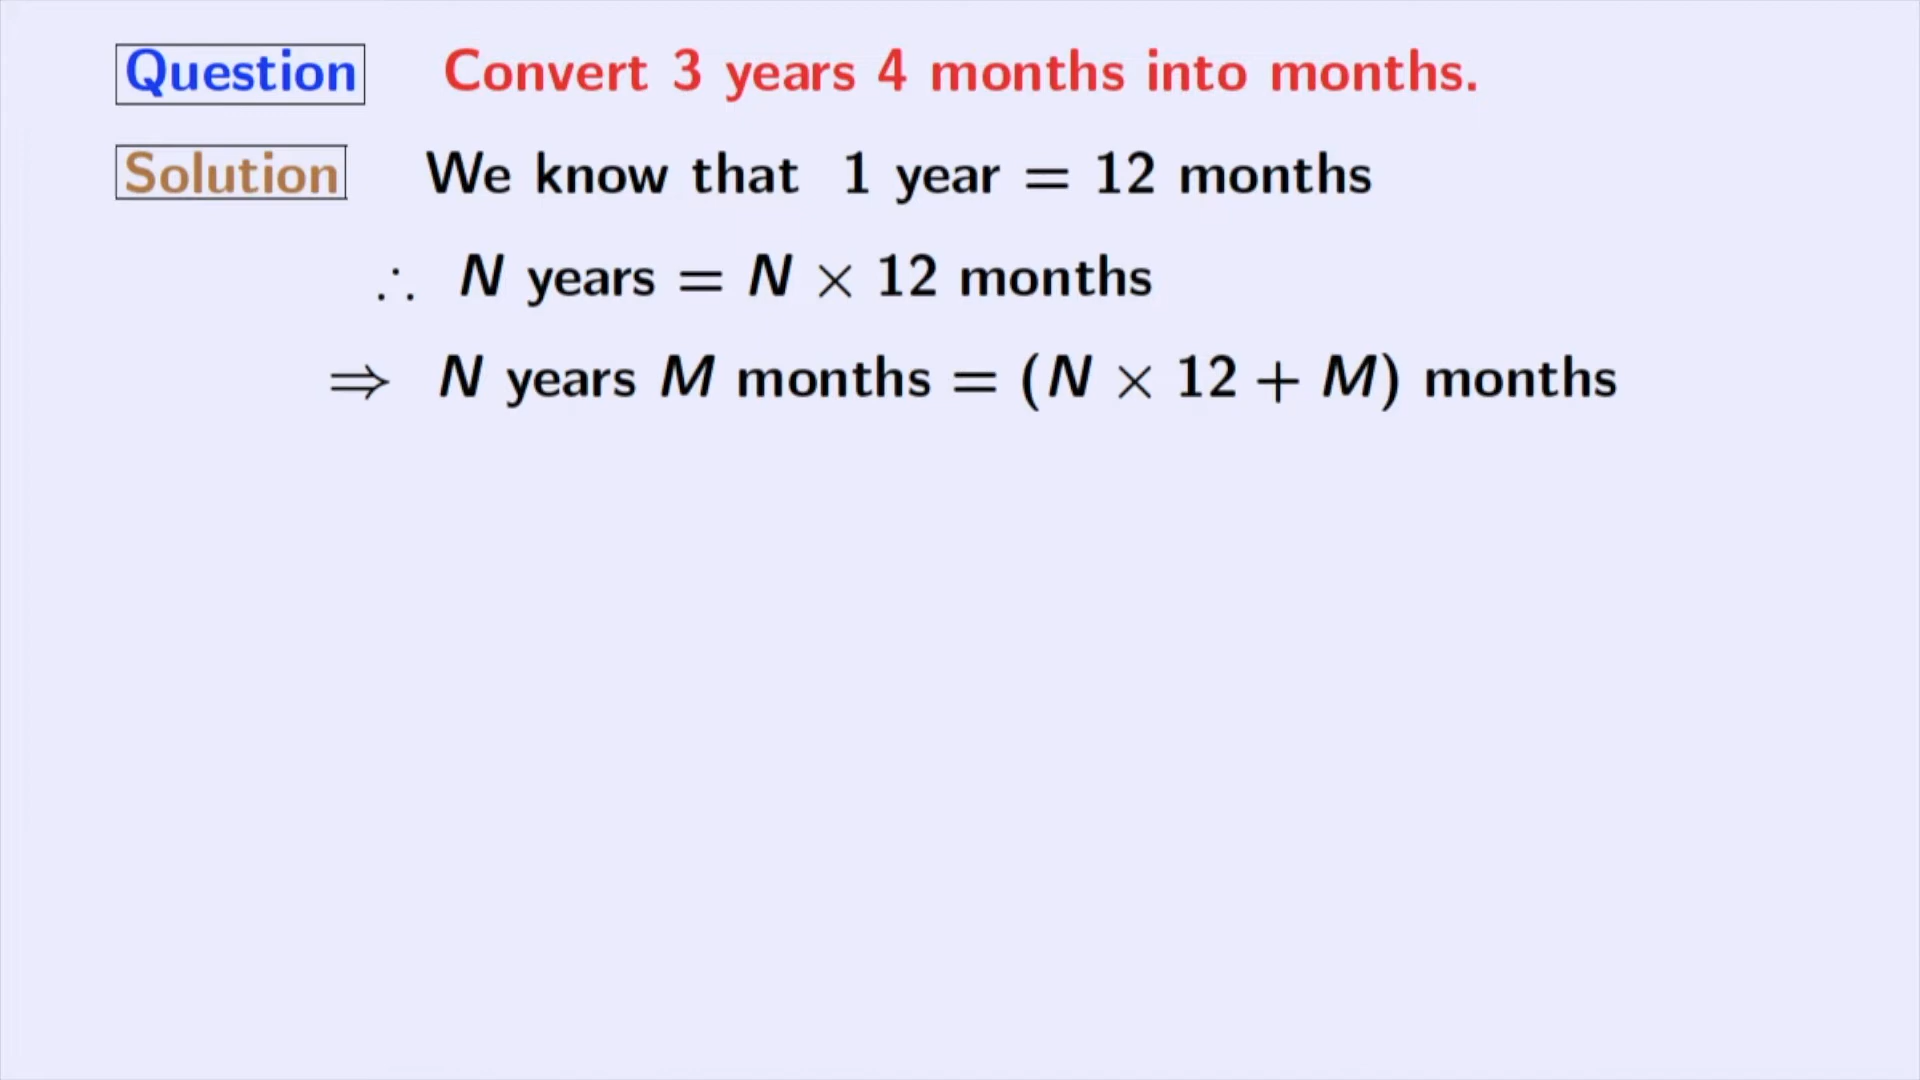 Question Convert 3 years 4 months into months.
Solution We know that 1 year = 12 months
∴ N years = N × 12 months
⇒ N years M months = (N × 12 + M) months